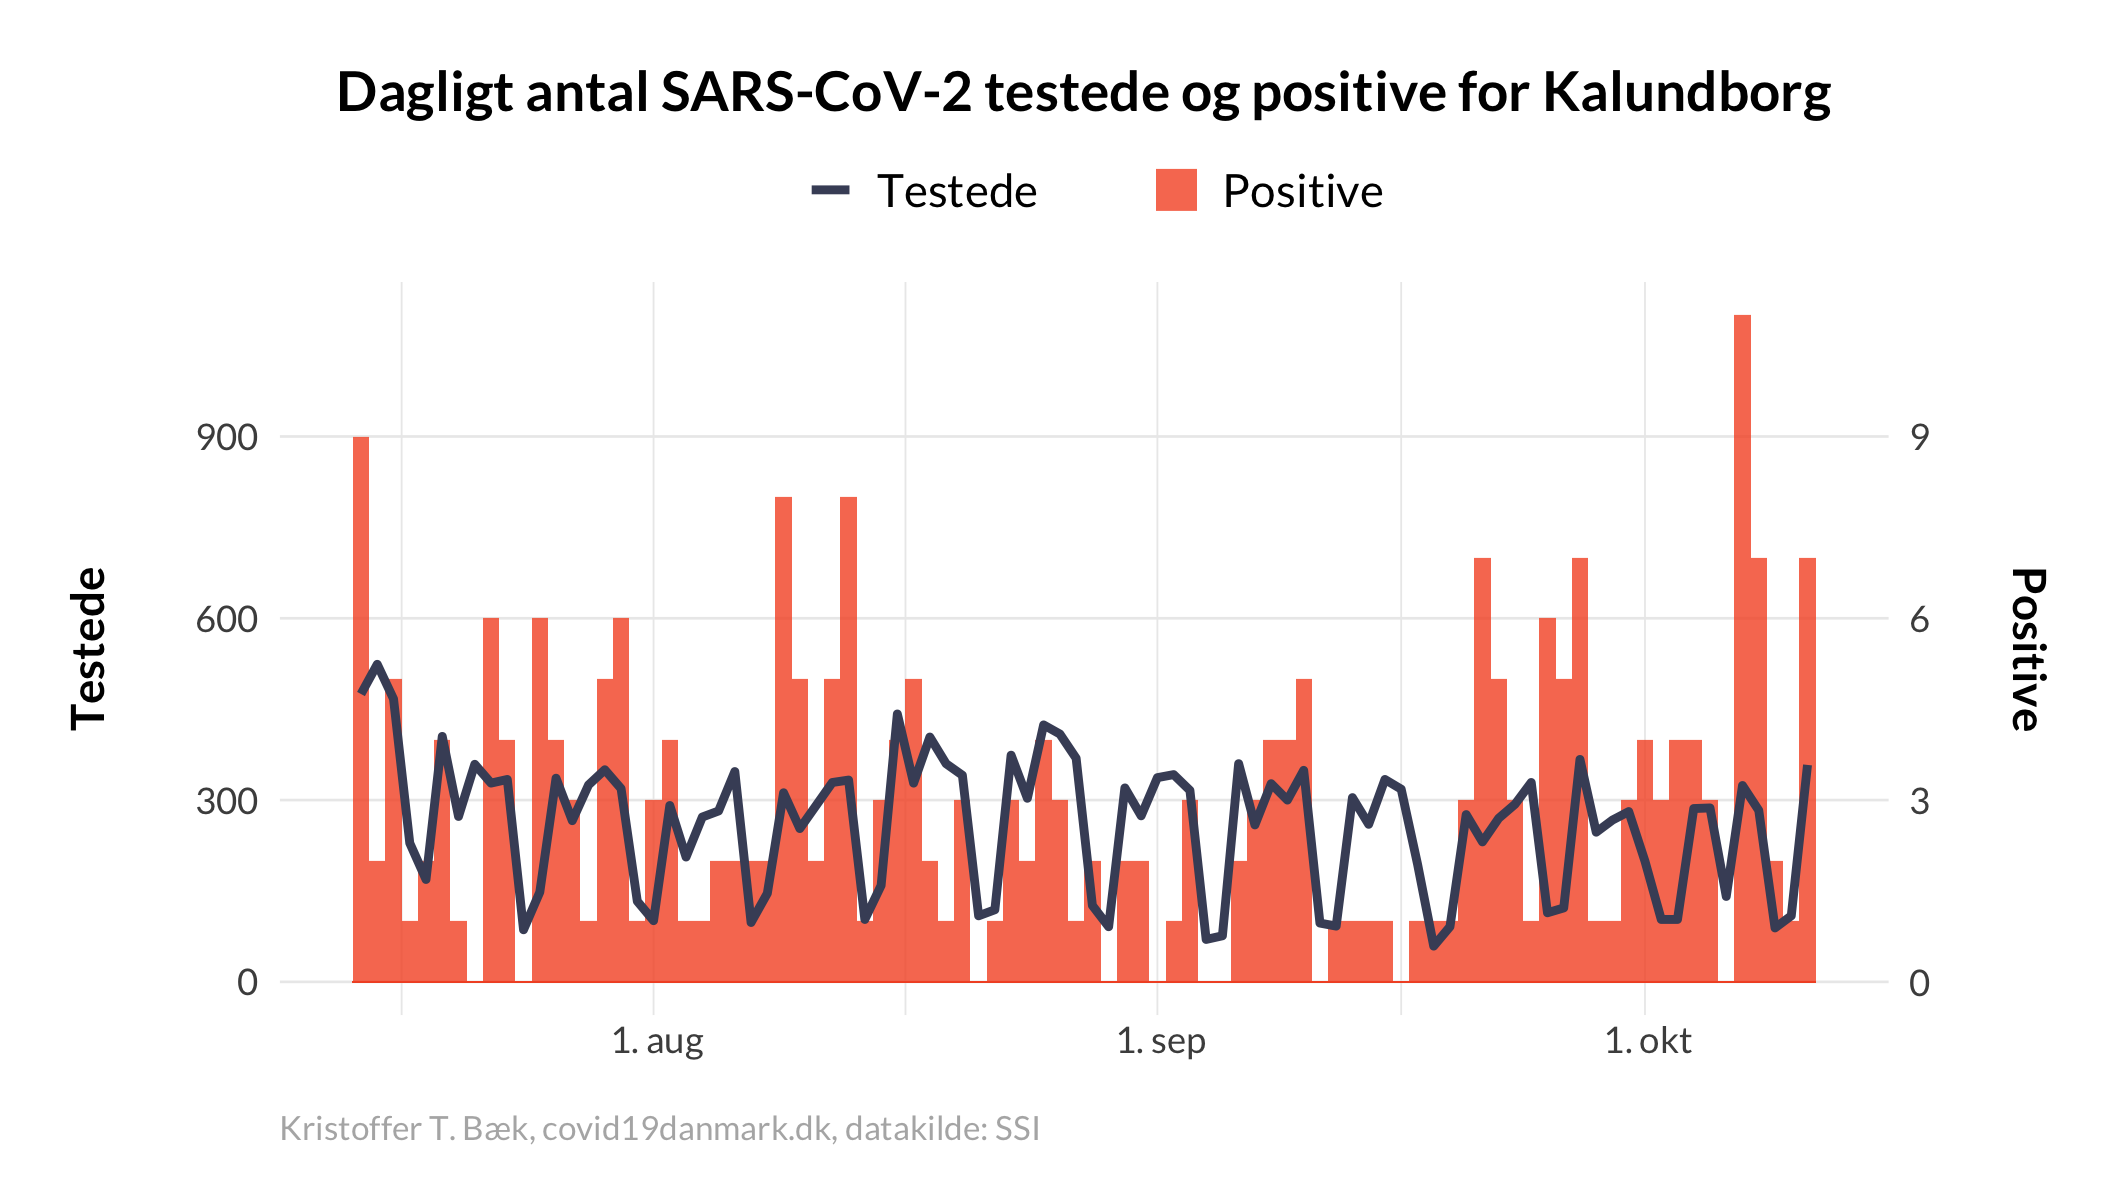 Dagligt antal SARS-CoV-2 testede og positive for Kalundborg
Testede
Positive
900
600
300
0
Testede
9
6
3
0
Positive
1. aug
1. sep
1. okt
Kristoffer T. Bæk, covid19danmark.dk, datakilde: SSI